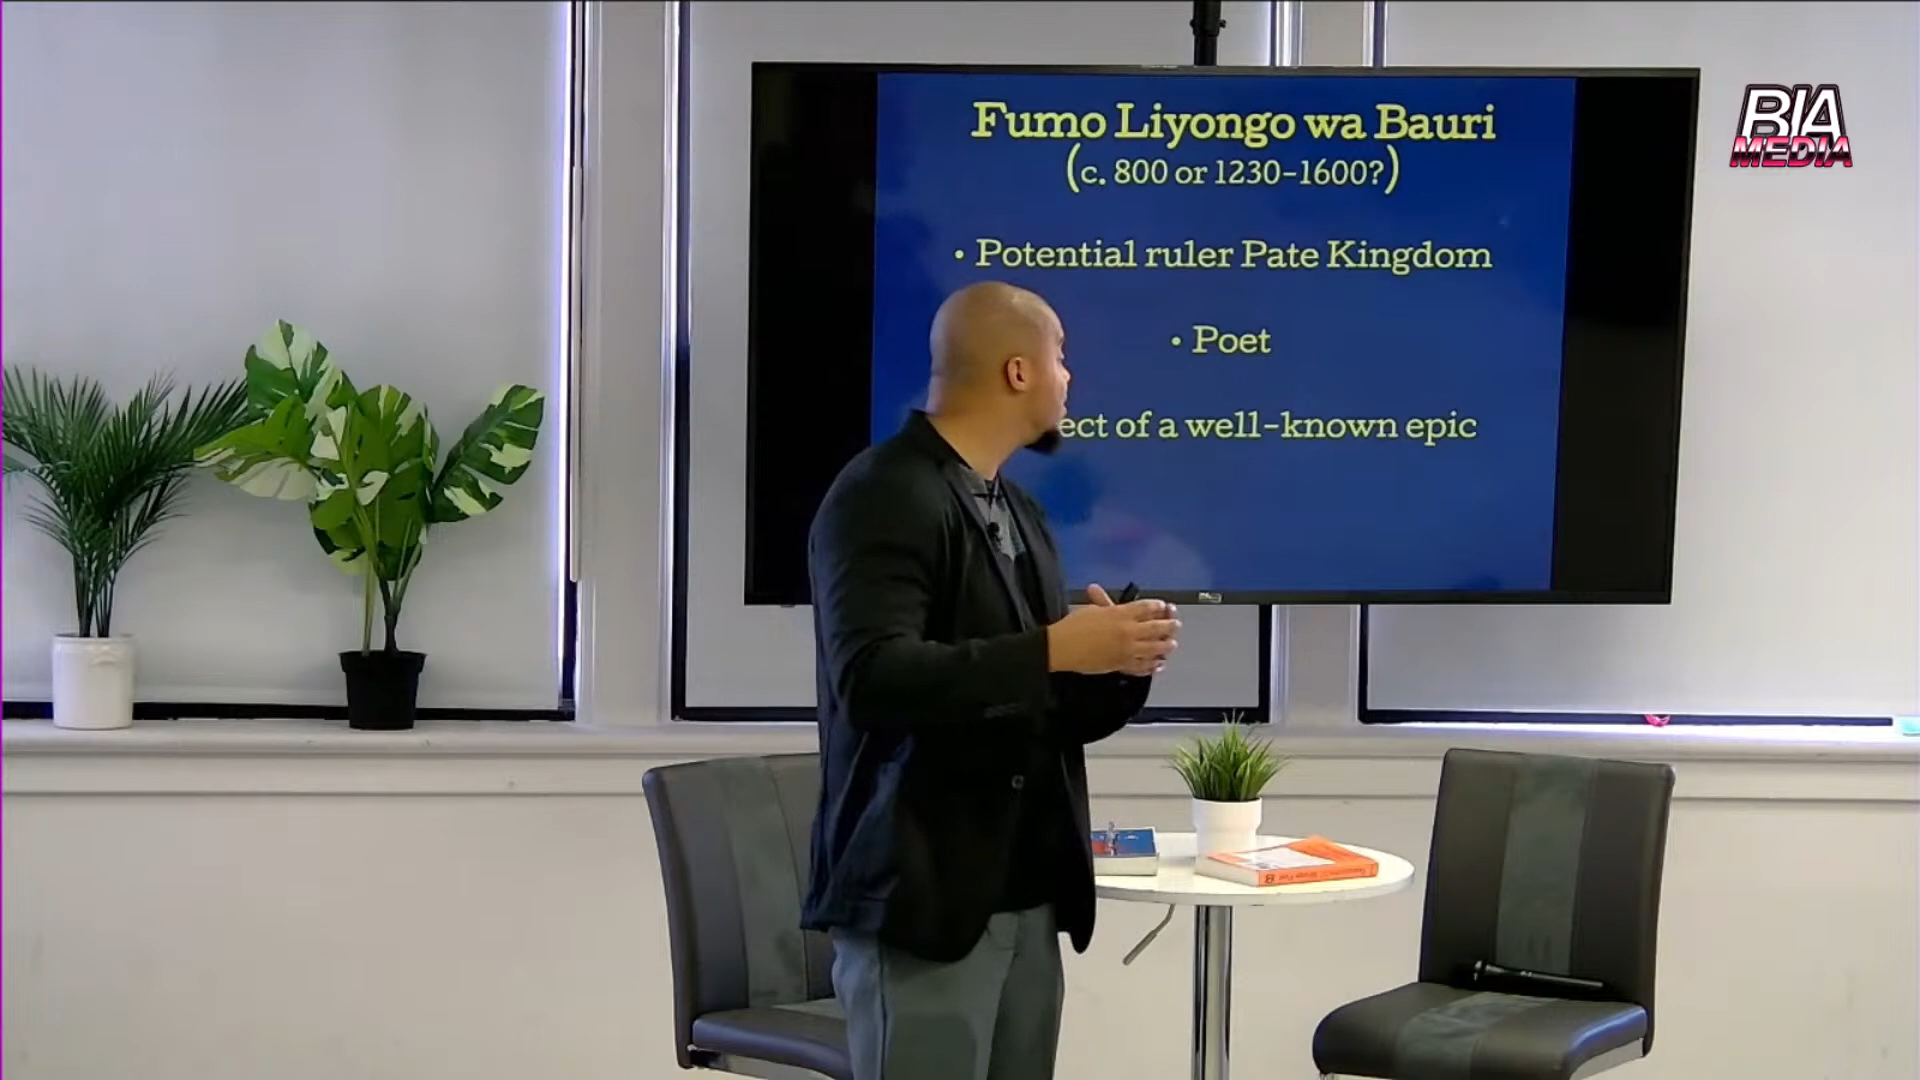 Fumo Liyongo wa Bauri
(c. 800 or 1230-1600?)
• Potential ruler Pate Kingdom
• Poet
ect of a well-known epic
BIA
MEDIA